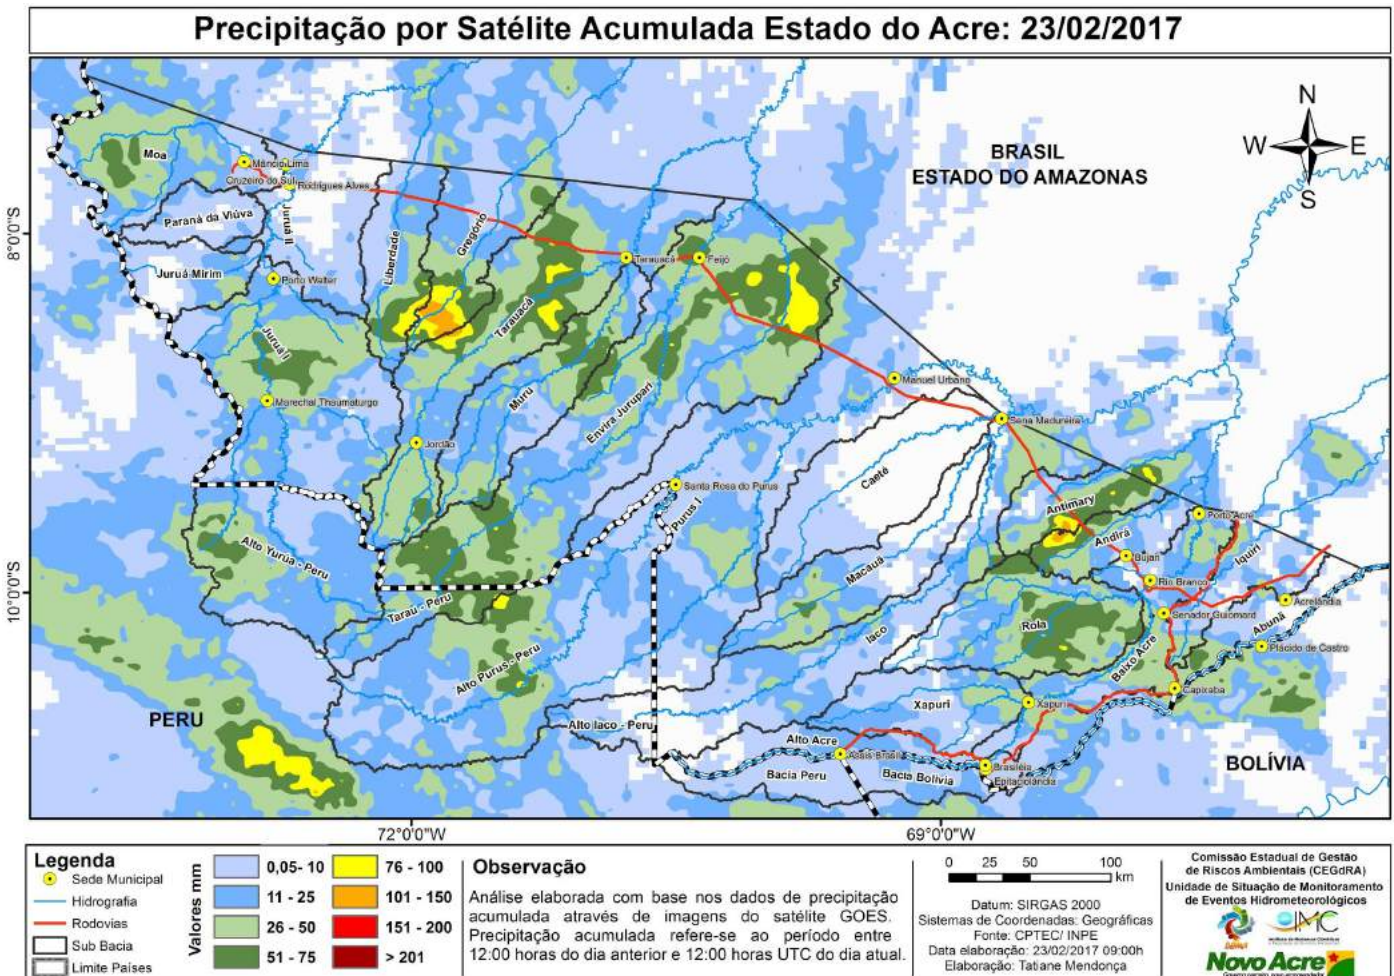 Precipitação por Satélite Acumulada Estado do Acre: 23/02/2017
N
W E
S
BRASIL
ESTADO DO AMAZONAS
Moa
Mâncio Lima
Cruzeiro do Sul
Rodrigues Alves
Paraná da Viúva
Juruá II
Juruá Mirim
Porto Walter
Liberdade
Gregório
Tarauacá
Feijó
Tarauacá
Juruá I
Marechal Thaumaturgo
Muru
Envira Jurupari
Manuel Urbano
Sena Madureira
Jordão
Caeté
Santa Rosa do Purus
Purus I
Antimary
Porto Acre
Andirá
Bujari
Iquiri
Alto Yurúa - Peru
Macauã
Rio Branco
Acrelândia
Tarau - Peru
Iaco
Rola
Senador Guiomard
Abunã
Plácido de Castro
Alto Purus - Peru
Baixo Acre
Capixaba
PERU
Alto Iaco - Peru
Xapuri
Xapuri
Alto Acre
Assis Brasil
Bacia Peru
Bacia Bolívia
Brasiléia
Epitaciolândia
BOLÍVIA
8°0'0"S
10°0'0"S
72°0'0"W
69°0'0"W
Legenda
Sede Municipal
Hidrografia
Rodovias
Sub Bacia
Limite Países
Valores mm
0,05- 10
11 - 25
26 - 50
51 - 75
76 - 100
101 - 150
151 - 200
> 201
Observação
Análise elaborada com base nos dados de precipitação
acumulada através de imagens do satélite GOES.
Precipitação acumulada refere-se ao período entre
12:00 horas do dia anterior e 12:00 horas UTC do dia atual.
0 25 50 100
km
Datum: SIRGAS 2000
Sistemas de Coordenadas: Geográficas
Fonte: CPTEC/ INPE
Data elaboração: 23/02/2017 09:00h
Elaboração: Tatiane Mendonça
Comissão Estadual de Gestão
de Riscos Ambientais (CEGdRA)
Unidade de Situação de Monitoramento
de Eventos Hidrometeorológicos
IMC
Novo Acre